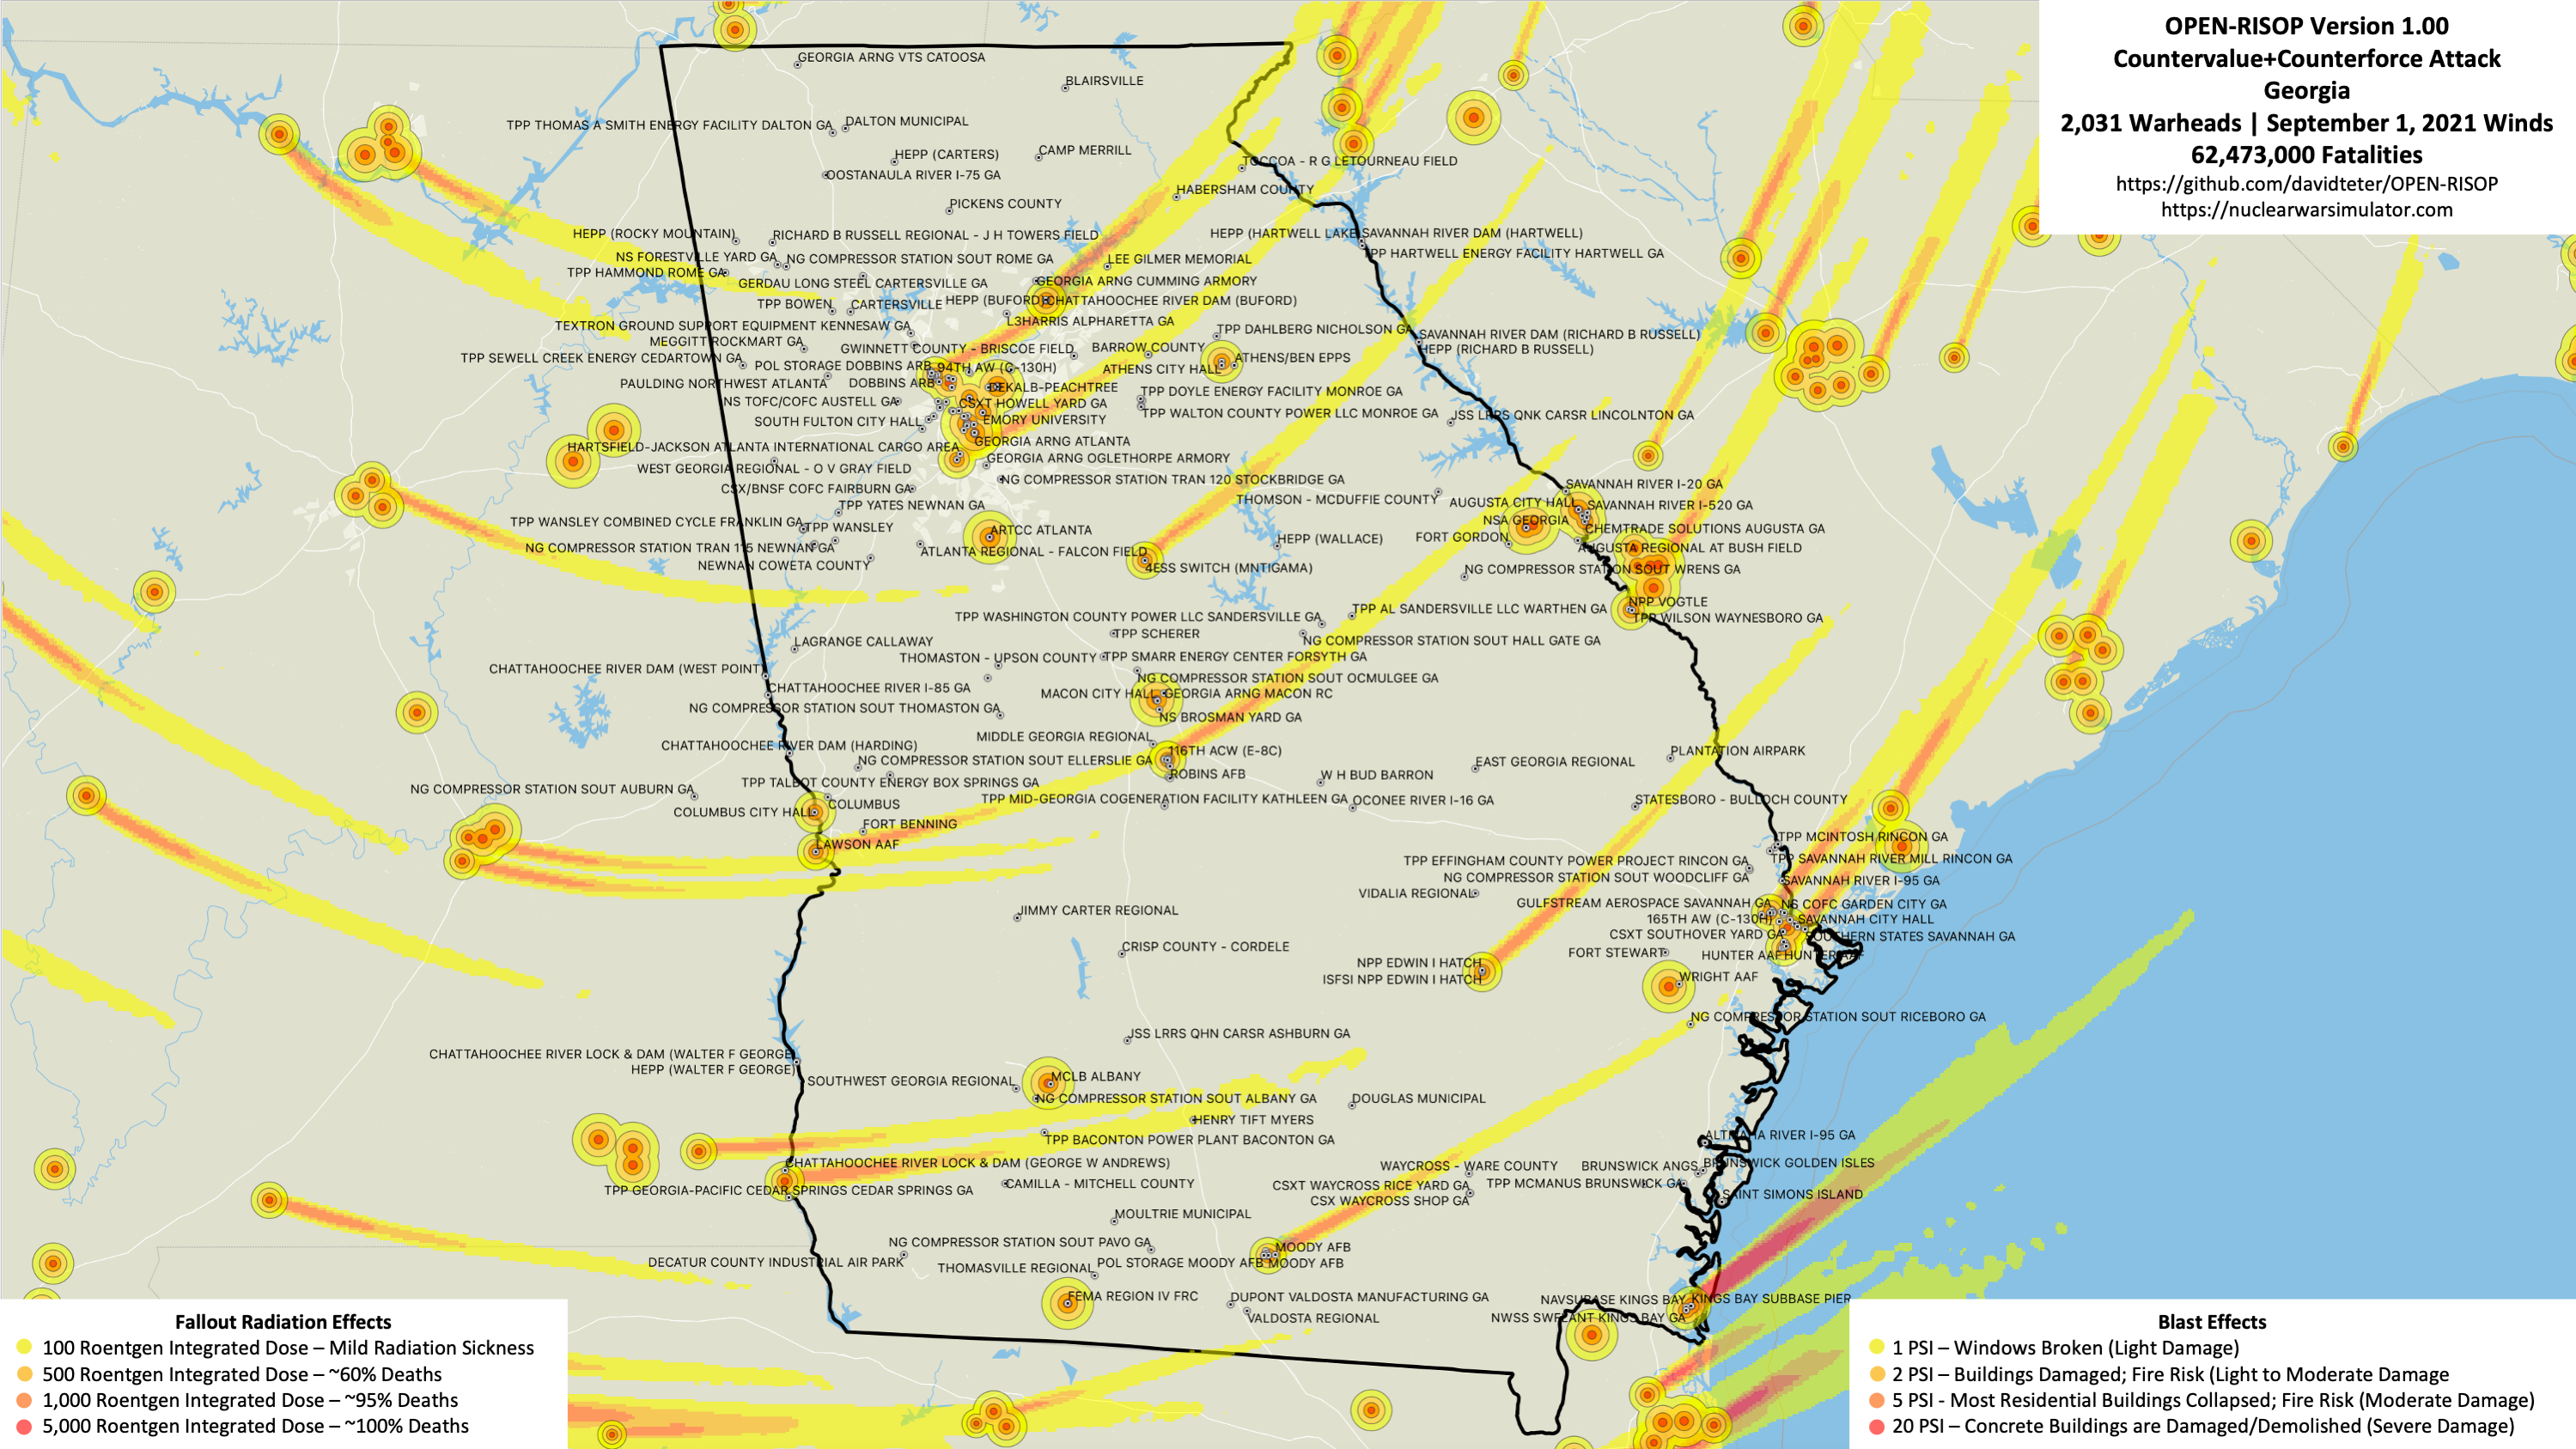 OPEN-RISOP Version 1.00
Countervalue+Counterforce Attack
Georgia
2,031 Warheads | September 1, 2021 Winds
62,473,000 Fatalities
https://github.com/davidteter/OPEN-RISOP
https://nuclearwarsimulator.com
GEORGIA ARNG VTS CATOOSA
BLAIRSVILLE
TPP THOMAS A SMITH ENERGY FACILITY DALTON GA
DALTON MUNICIPAL
HEPP (CARTERS)
CAMP MERRILL
TOCCOA - R G LETOURNEAU FIELD
OOSTANAULA RIVER I-75 GA
HABERSHAM COUNTY
PICKENS COUNTY
HEPP (ROCKY MOUNTAIN)
RICHARD B RUSSELL REGIONAL - J H TOWERS FIELD
HEPP (HARTWELL LAKE)
SAVANNAH RIVER DAM (HARTWELL)
TPP HARTWELL ENERGY FACILITY HARTWELL GA
NS FORESTVILLE YARD GA
NG COMPRESSOR STATION SOUT ROME GA
LEE GILMER MEMORIAL
TPP HAMMOND ROME GA
GERDAU LONG STEEL CARTERSVILLE GA
GEORGIA ARNG CUMMING ARMORY
TPP BOWEN
CARTERSVILLE
HEPP (BUFORD)
CHATTAHOOCHEE RIVER DAM (BUFORD)
TEXTRON GROUND SUPPORT EQUIPMENT KENNESAW GA
L3HARRIS ALPHARETTA GA
TPP DAHLBERG NICHOLSON GA
SAVANNAH RIVER DAM (RICHARD B RUSSELL)
HEPP (RICHARD B RUSSELL)
MEGGITT ROCKMART GA
GWINNETT COUNTY - BRISCOE FIELD
BARROW COUNTY
ATHENS/BEN EPPS
TPP SEWELL CREEK ENERGY CEDARTOWN GA
POL STORAGE DOBBINS ARB
94TH AW (C-130H)
ATHENS CITY HALL
PAULDING NORTHWEST ATLANTA
DOBBINS ARB
DEKALB-PEACHTREE
TPP DOYLE ENERGY FACILITY MONROE GA
NS TOFC/COFC AUSTELL GA
CSXT HOWELL YARD GA
TPP WALTON COUNTY POWER LLC MONROE GA
JSS LRRS QNK CARSR LINCOLNTON GA
SOUTH FULTON CITY HALL
EMORY UNIVERSITY
GEORGIA ARNG ATLANTA
HARTSFIELD-JACKSON ATLANTA INTERNATIONAL CARGO AREA
GEORGIA ARNG OGLETHORPE ARMORY
WEST GEORGIA REGIONAL - O V GRAY FIELD
NG COMPRESSOR STATION TRAN 120 STOCKBRIDGE GA
CSX/BNSF COFC FAIRBURN GA
THOMSON - MCDUFFIE COUNTY
SAVANNAH RIVER I-20 GA
AUGUSTA CITY HALL
SAVANNAH RIVER I-520 GA
TPP YATES NEWNAN GA
TPP WANSLEY COMBINED CYCLE FRANKLIN GA
TPP WANSLEY
ARTCC ATLANTA
NSA GEORGIA
CHEMTRADE SOLUTIONS AUGUSTA GA
HEPP (WALLACE)
FORT GORDON
AUGUSTA REGIONAL AT BUSH FIELD
NG COMPRESSOR STATION TRAN 115 NEWNAN GA
ATLANTA REGIONAL - FALCON FIELD
NEWNAN COWETA COUNTY
4ESS SWITCH (MNTIGAMA)
NG COMPRESSOR STATION SOUT WRENS GA
NPP VOGTLE
TPP WILSON WAYNESBORO GA
TPP WASHINGTON COUNTY POWER LLC SANDERSVILLE GA
TPP AL SANDERSVILLE LLC WARTHEN GA
TPP SCHERER
NG COMPRESSOR STATION SOUT HALL GATE GA
LAGRANGE CALLAWAY
THOMASTON - UPSON COUNTY
TPP SMARR ENERGY CENTER FORSYTH GA
CHATTAHOOCHEE RIVER DAM (WEST POINT)
NG COMPRESSOR STATION SOUT OCMULGEE GA
CHATTAHOOCHEE RIVER I-85 GA
MACON CITY HALL
GEORGIA ARNG MACON RC
NG COMPRESSOR STATION SOUT THOMASTON GA
NS BROSMAN YARD GA
MIDDLE GEORGIA REGIONAL
CHATTAHOOCHEE RIVER DAM (HARDING)
116TH ACW (E-8C)
PLANTATION AIRPARK
NG COMPRESSOR STATION SOUT ELLERSLIE GA
EAST GEORGIA REGIONAL
ROBINS AFB
W H BUD BARRON
TPP TALBOT COUNTY ENERGY BOX SPRINGS GA
NG COMPRESSOR STATION SOUT AUBURN GA
TPP MID-GEORGIA COGENERATION FACILITY KATHLEEN GA
OCONEE RIVER I-16 GA
STATESBORO - BULLOCH COUNTY
COLUMBUS
COLUMBUS CITY HALL
FORT BENNING
LAWSON AAF
TPP MCINTOSH RINCON GA
TPP EFFINGHAM COUNTY POWER PROJECT RINCON GA
TPP SAVANNAH RIVER MILL RINCON GA
NG COMPRESSOR STATION SOUT WOODCLIFF GA
SAVANNAH RIVER I-95 GA
VIDALIA REGIONAL
GULFSTREAM AEROSPACE SAVANNAH GA
NS COFC GARDEN CITY GA
JIMMY CARTER REGIONAL
165TH AW (C-130H)
SAVANNAH CITY HALL
CSXT SOUTHOVER YARD GA
SOUTHERN STATES SAVANNAH GA
CRISP COUNTY - CORDELE
FORT STEWART
HUNTER AAF
HUNTER AAF
NPP EDWIN I HATCH
ISFSI NPP EDWIN I HATCH
WRIGHT AAF
NG COMPRESSOR STATION SOUT RICEBORO GA
JSS LRRS QHN CARSR ASHBURN GA
CHATTAHOOCHEE RIVER LOCK & DAM (WALTER F GEORGE)
HEPP (WALTER F GEORGE)
SOUTHWEST GEORGIA REGIONAL
MCLB ALBANY
NG COMPRESSOR STATION SOUT ALBANY GA
DOUGLAS MUNICIPAL
HENRY TIFT MYERS
TPP BACONTON POWER PLANT BACONTON GA
ALTAMAHA RIVER I-95 GA
CHATTAHOOCHEE RIVER LOCK & DAM (GEORGE W ANDREWS)
WAYCROSS - WARE COUNTY
BRUNSWICK ANGS
BRUNSWICK GOLDEN ISLES
TPP GEORGIA-PACIFIC CEDAR SPRINGS CEDAR SPRINGS GA
CAMILLA - MITCHELL COUNTY
CSXT WAYCROSS RICE YARD GA
TPP MCMANUS BRUNSWICK GA
CSX WAYCROSS SHOP GA
SAINT SIMONS ISLAND
MOULTRIE MUNICIPAL
NG COMPRESSOR STATION SOUT PAVO GA
MOODY AFB
DECATUR COUNTY INDUSTRIAL AIR PARK
THOMASVILLE REGIONAL
POL STORAGE MOODY AFB
MOODY AFB
FEMA REGION IV FRC
DUPONT VALDOSTA MANUFACTURING GA
NAVSUBASE KINGS BAY
KINGS BAY SUBBASE PIER
VALDOSTA REGIONAL
NWSS SWFLANT KINGS BAY GA
Fallout Radiation Effects
100 Roentgen Integrated Dose – Mild Radiation Sickness
500 Roentgen Integrated Dose – ~60% Deaths
1,000 Roentgen Integrated Dose – ~95% Deaths
5,000 Roentgen Integrated Dose – ~100% Deaths
Blast Effects
1 PSI – Windows Broken (Light Damage)
2 PSI – Buildings Damaged; Fire Risk (Light to Moderate Damage
5 PSI - Most Residential Buildings Collapsed; Fire Risk (Moderate Damage)
20 PSI – Concrete Buildings are Damaged/Demolished (Severe Damage)